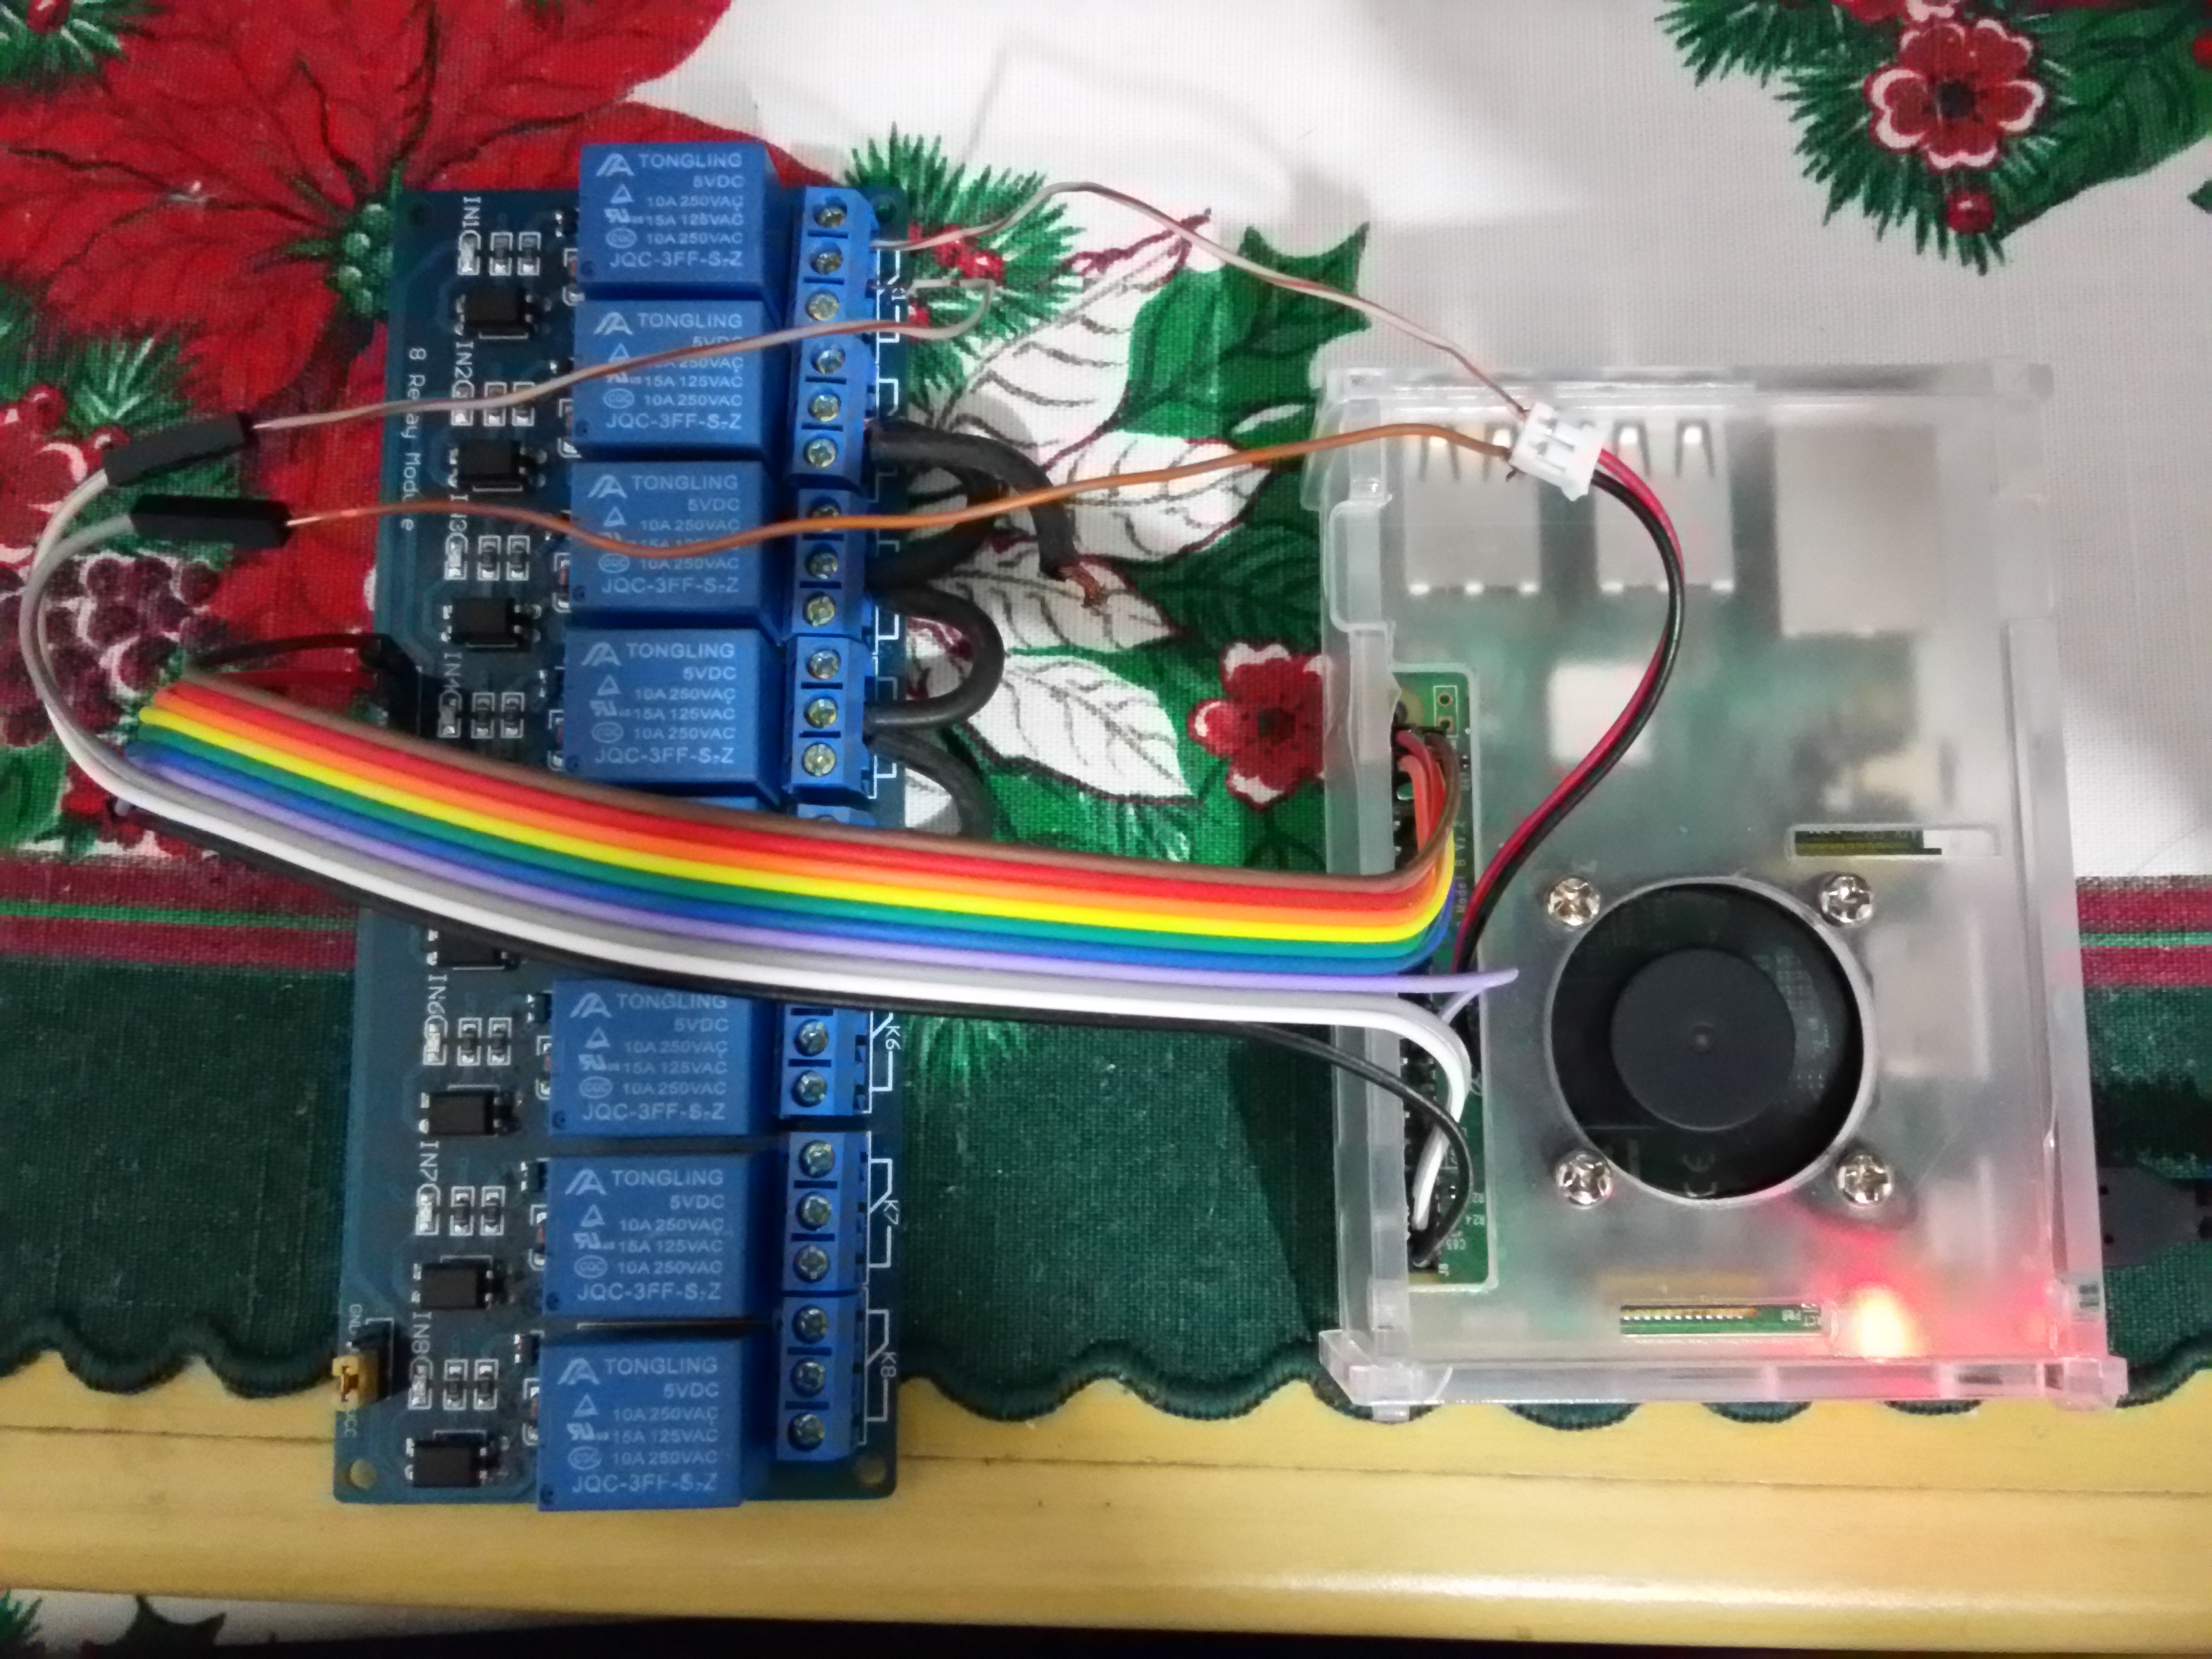 TONGLING
5VDC
10A 250VAC
15A 125VAC
10A 250VAC
JQC-3FF-S-Z
TONGLING
5VDC
10A 250VAC
15A 125VAC
10A 250VAC
JQC-3FF-S-Z
TONGLING
5VDC
10A 250VAC
10A 250VAC
JQC-3FF-S-Z
TONGLING
5VDC
10A 250VAC
15A 125VAC
10A 250VAC
JQC-3FF-S-Z
TONGLING
5VDC
10A 250VAC
15A 125VAC
10A 250VAC
JQC-3FF-S-Z
TONGLING
5VDC
10A 250VAC
15A 125VAC
10A 250VAC
JQC-3FF-S-Z
TONGLING
5VDC
10A 250VAC
15A 125VAC
10A 250VAC
JQC-3FF-S-Z
8 Relay Module
IN1
IN2
IN3
IN4
IN6
IN7
IN8
K6
K7
K8
Model
CE